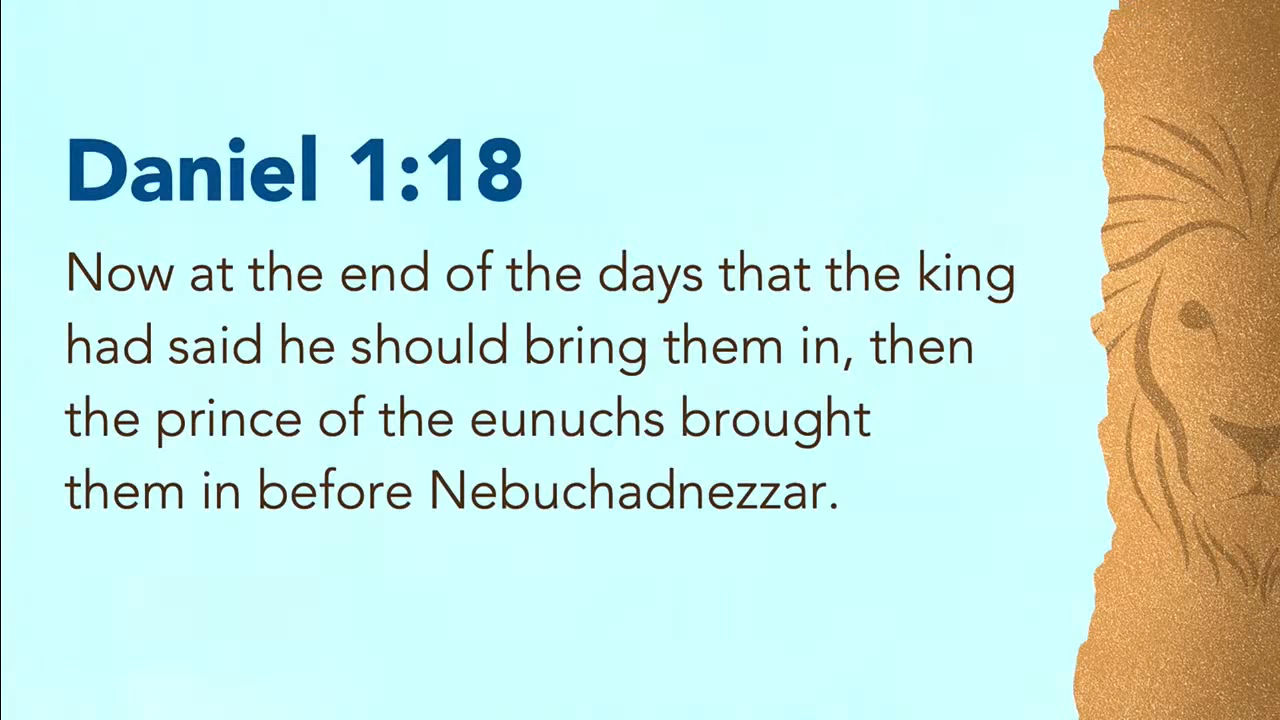 Daniel 1:18
Now at the end of the days that the king
had said he should bring them in, then
the prince of the eunuchs brought
them in before Nebuchadnezzar.